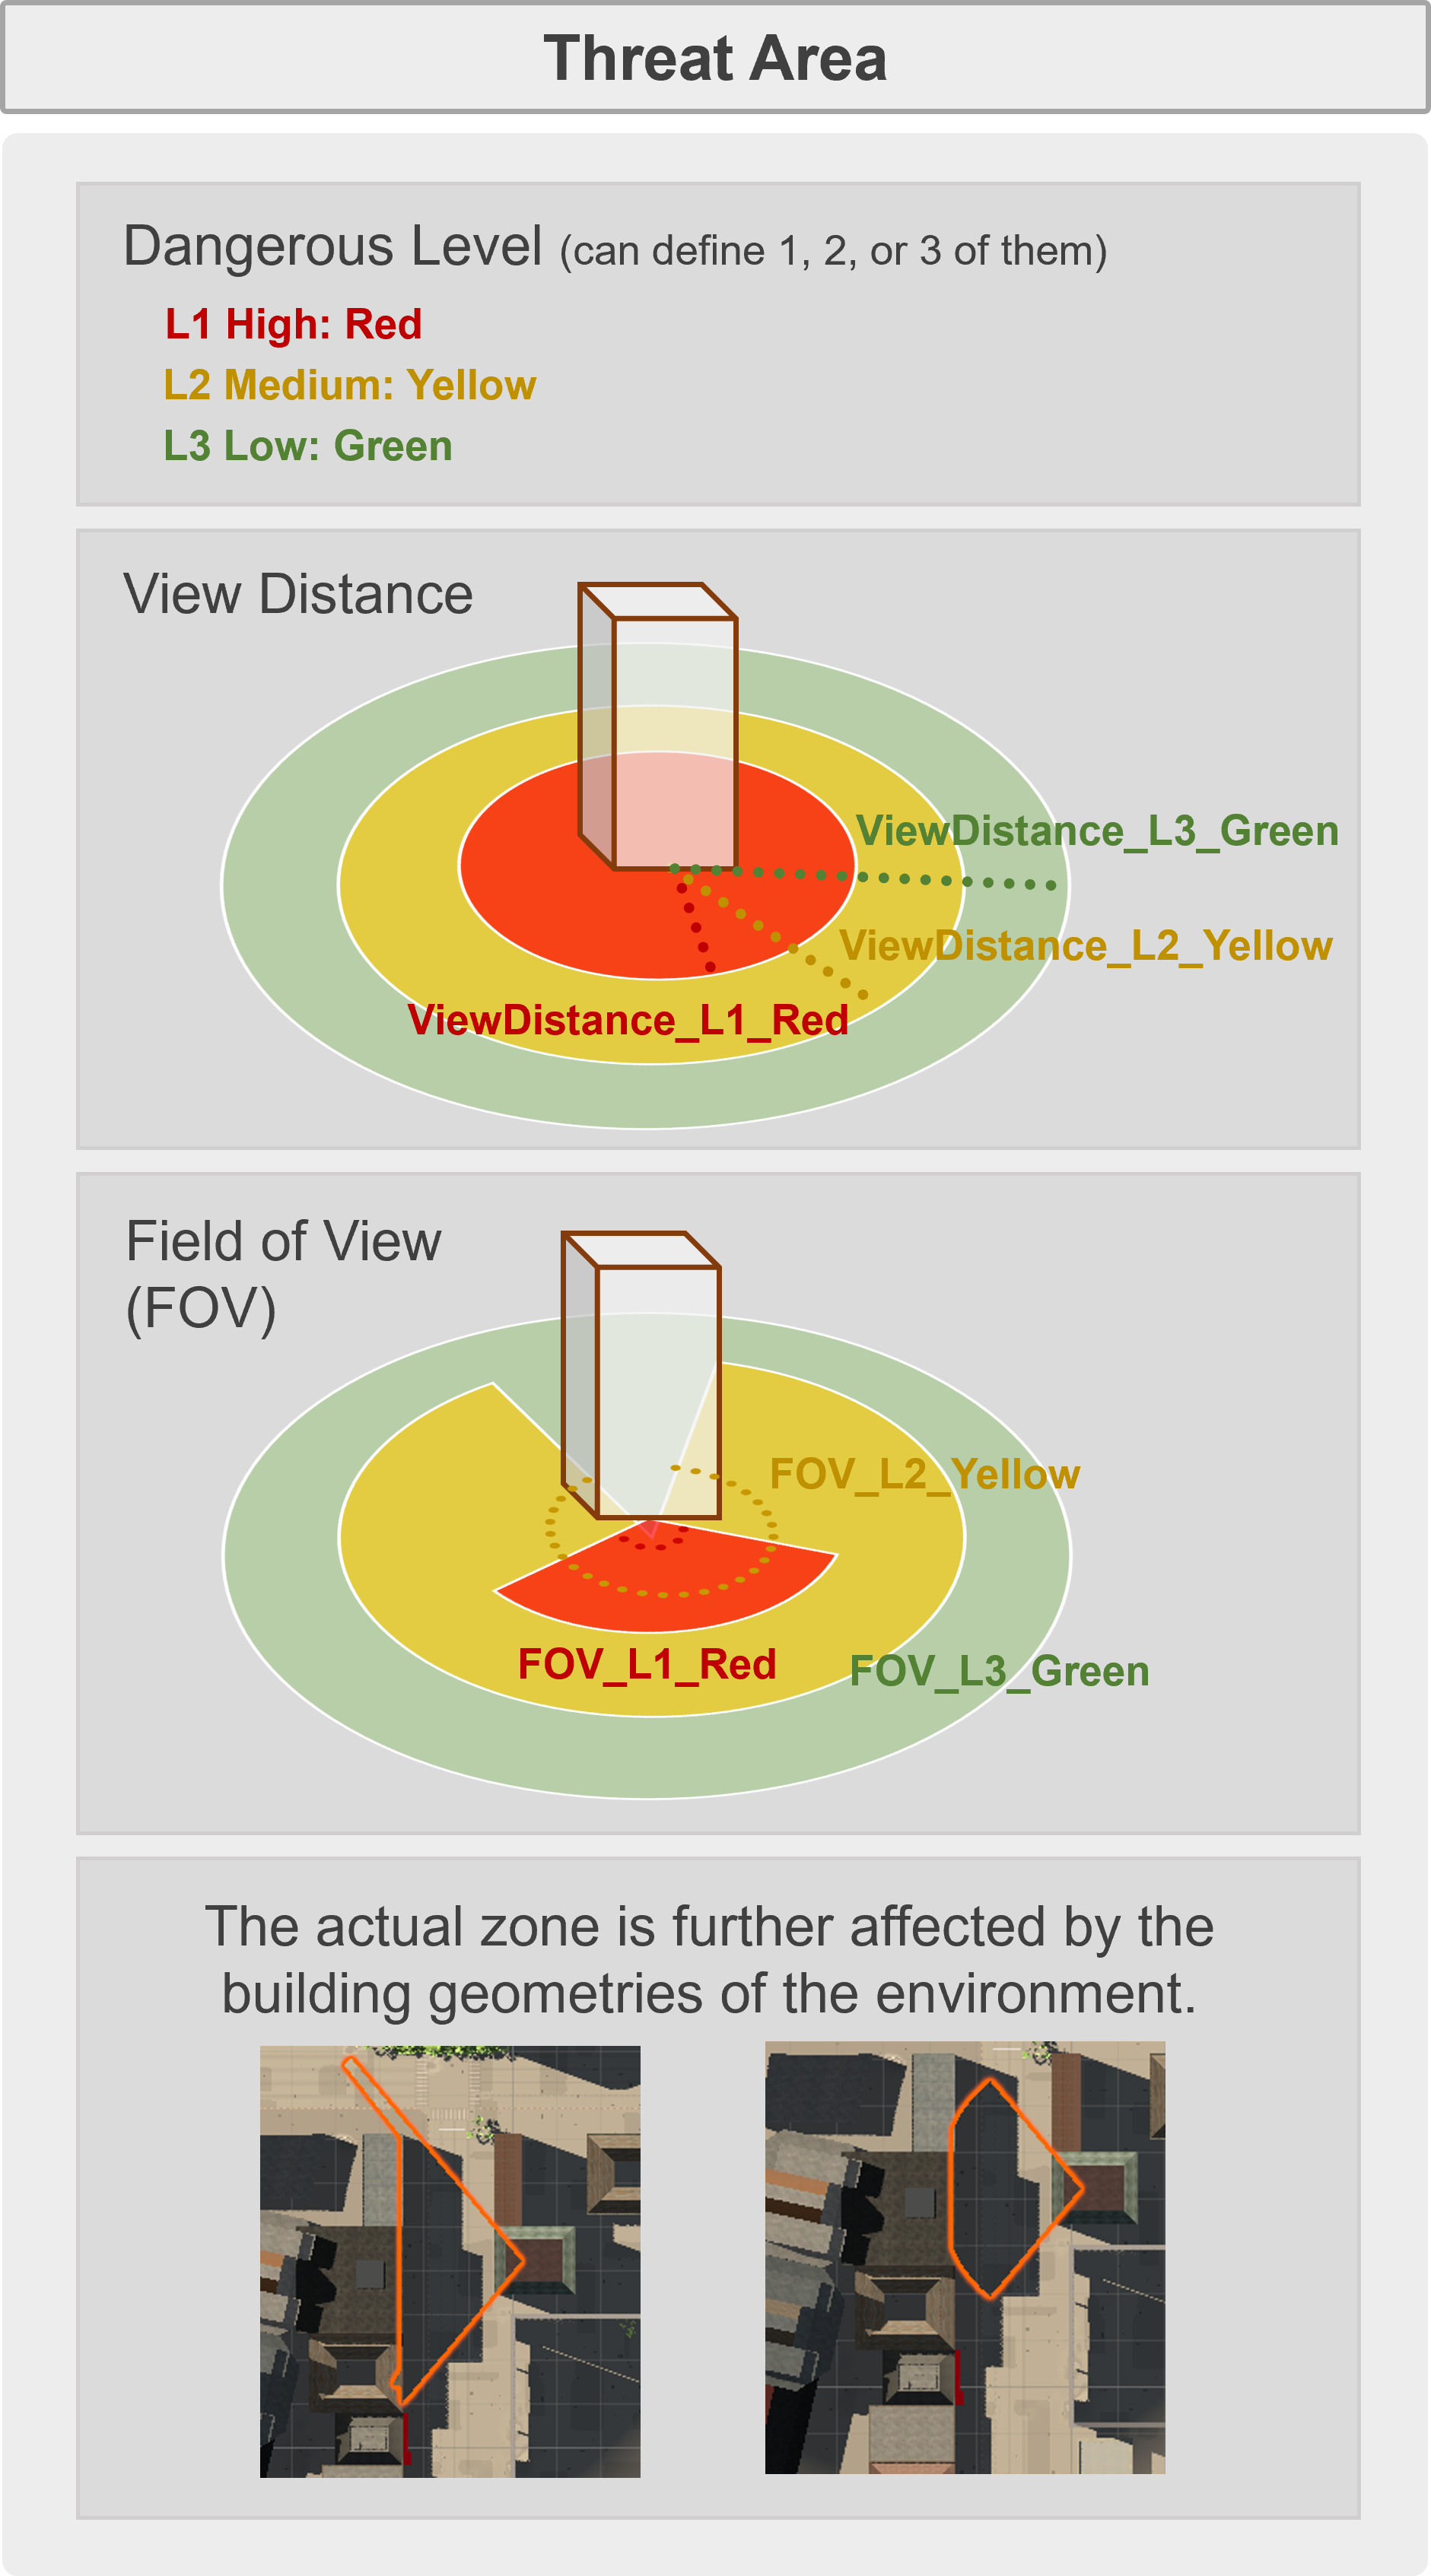 Threat Area
Dangerous Level (can define 1, 2, or 3 of them)
L1 High: Red
L2 Medium: Yellow
L3 Low: Green
View Distance
ViewDistance_L3_Green
ViewDistance_L2_Yellow
ViewDistance_L1_Red
Field of View
(FOV)
FOV_L2_Yellow
FOV_L1_Red
FOV_L3_Green
The actual zone is further affected by the
building geometries of the environment.